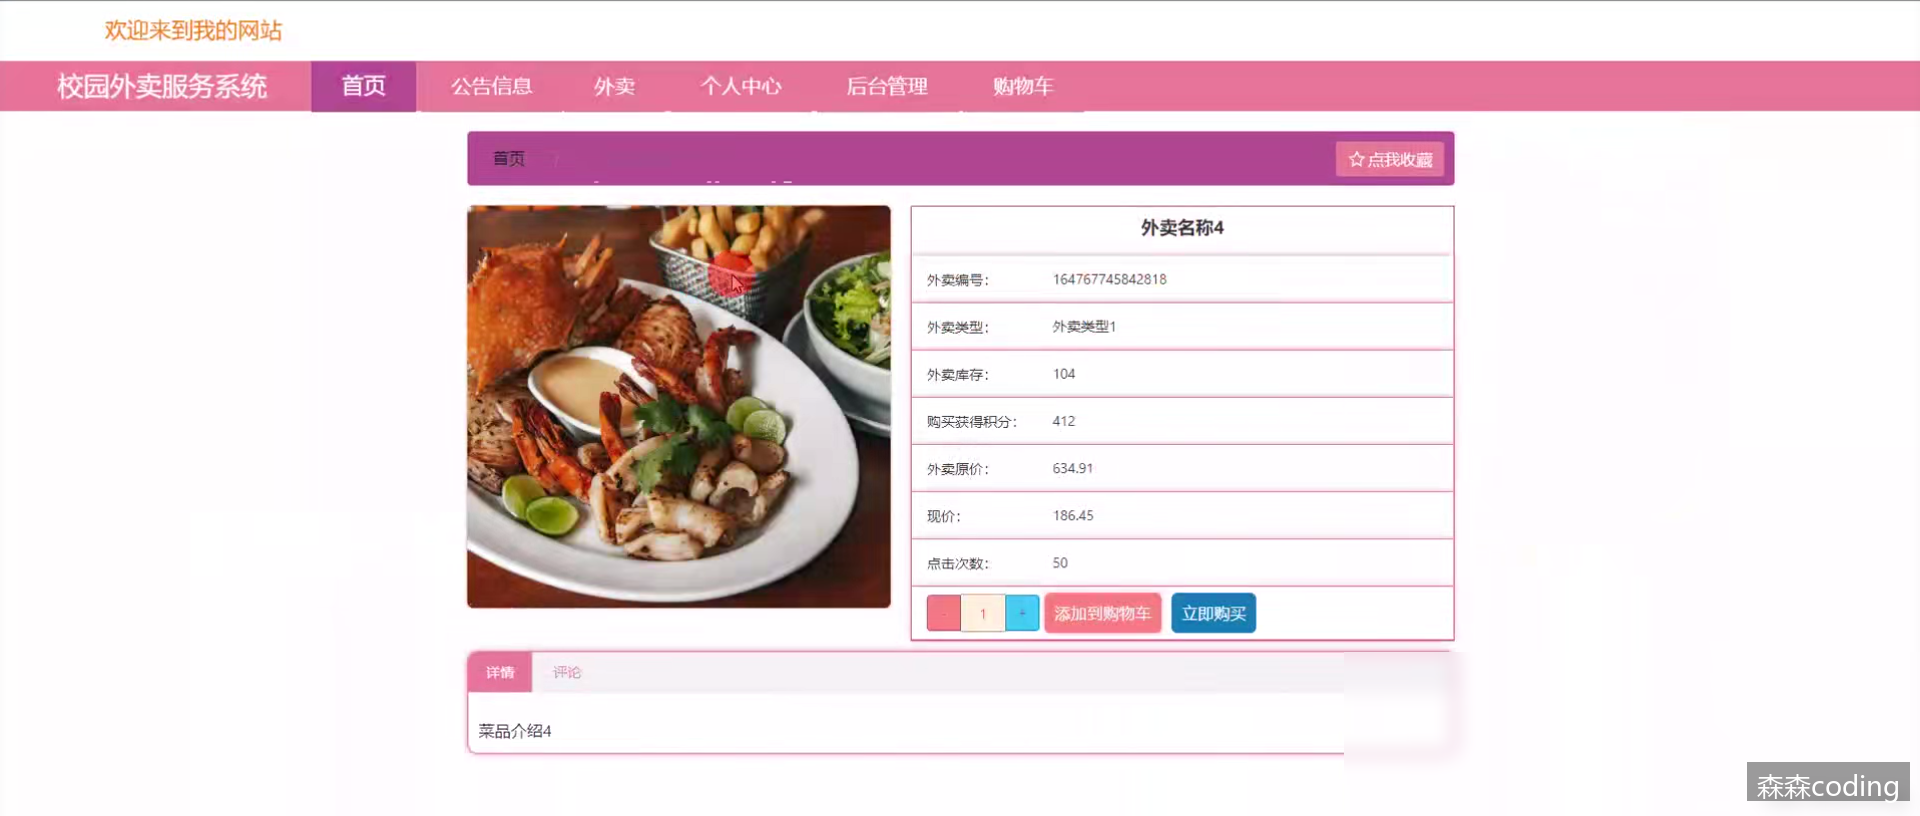 欢迎来到我的网站
校园外卖服务系统 首页 公告信息 外卖 个人中心 后台管理 购物车
首页 / ☆点我收藏
外卖名称4
外卖编号： 164767745842818
外卖类型： 外卖类型1
外卖库存： 104
购买获得积分： 412
外卖原价： 634.91
现价： 186.45
点击次数： 50
- 1 + 添加到购物车 立即购买
详情 评论
菜品介绍4
森森coding